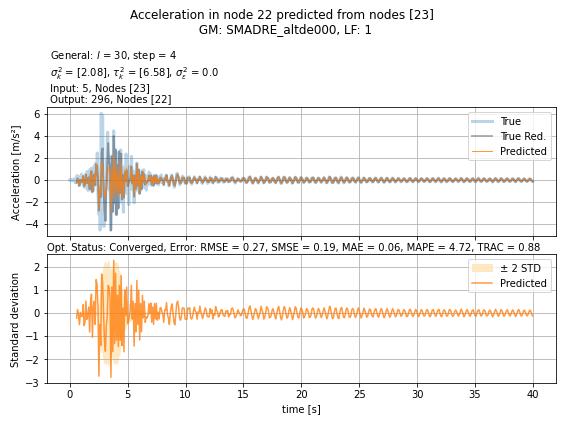 Acceleration in node 22 predicted from nodes [23]
GM: SMADRE_altde000, LF: 1
General: l = 30, step = 4
σ²ₖ = [2.08], τ²ₖ = [6.58], σ²ε = 0.0
Input: 5, Nodes [23]
Output: 296, Nodes [22]
Acceleration [m/s²]
6
4
2
0
−2
−4
True
True Red.
Predicted
Opt. Status: Converged, Error: RMSE = 0.27, SMSE = 0.19, MAE = 0.06, MAPE = 4.72, TRAC = 0.88
Standard deviation
2
1
0
−1
−2
−3
± 2 STD
Predicted
0 5 10 15 20 25 30 35 40
time [s]